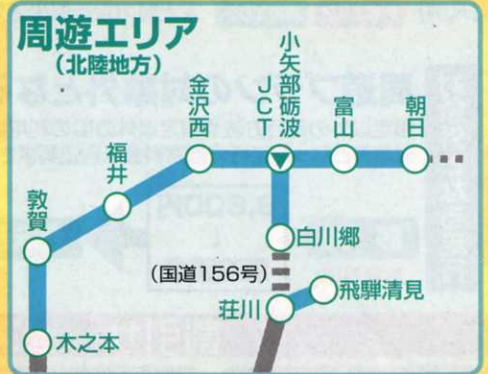 周遊エリア
(北陸地方)
金沢西
小矢部砺波JCT
富山
朝日
福井
敦賀
白川郷
(国道156号)
飛騨清見
荘川
木之本